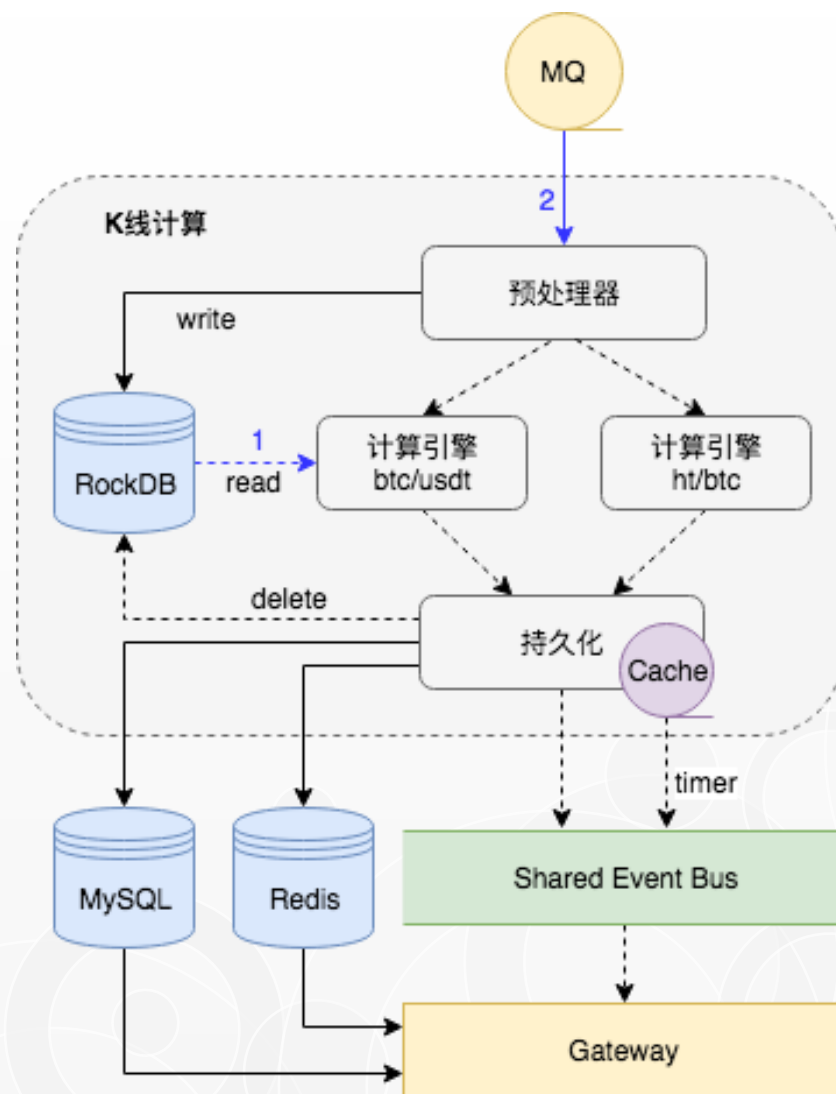 MQ
2
K线计算
预处理器
write
计算引擎
btc/usdt
计算引擎
ht/btc
1
read
RockDB
delete
持久化
Cache
timer
MySQL
Redis
Shared Event Bus
Gateway